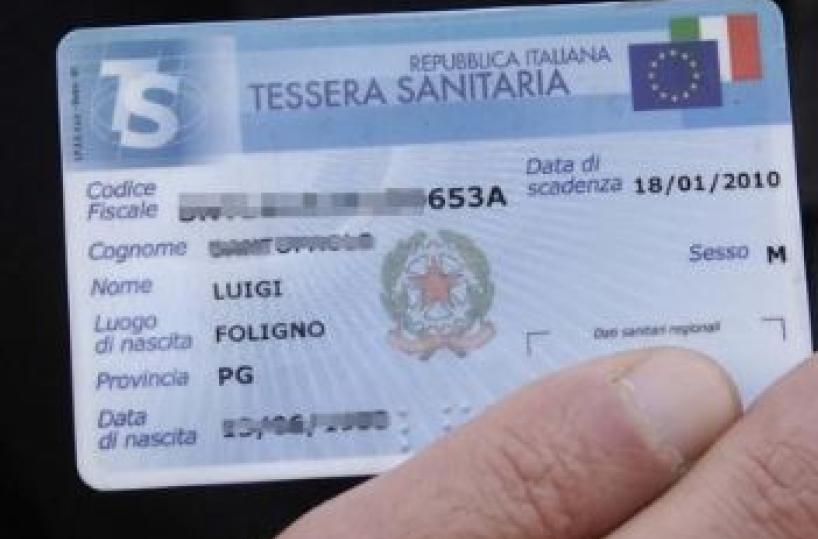 TS
REPUBBLICA ITALIANA
TESSERA SANITARIA
Codice Fiscale 653A
Data di scadenza 18/01/2010
Cognome
Sesso M
Nome LUIGI
Luogo di nascita FOLIGNO
Dati sanitari regionali
Provincia PG
Data di nascita